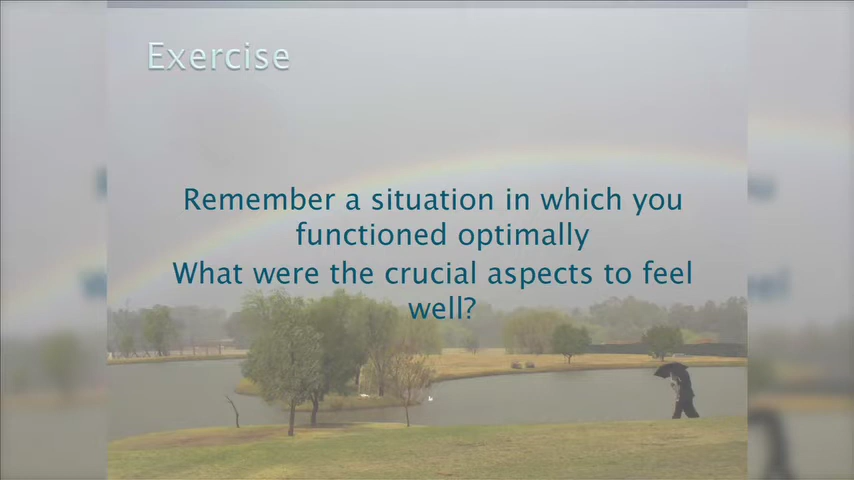 Exercise
Remember a situation in which you
functioned optimally
What were the crucial aspects to feel
well?